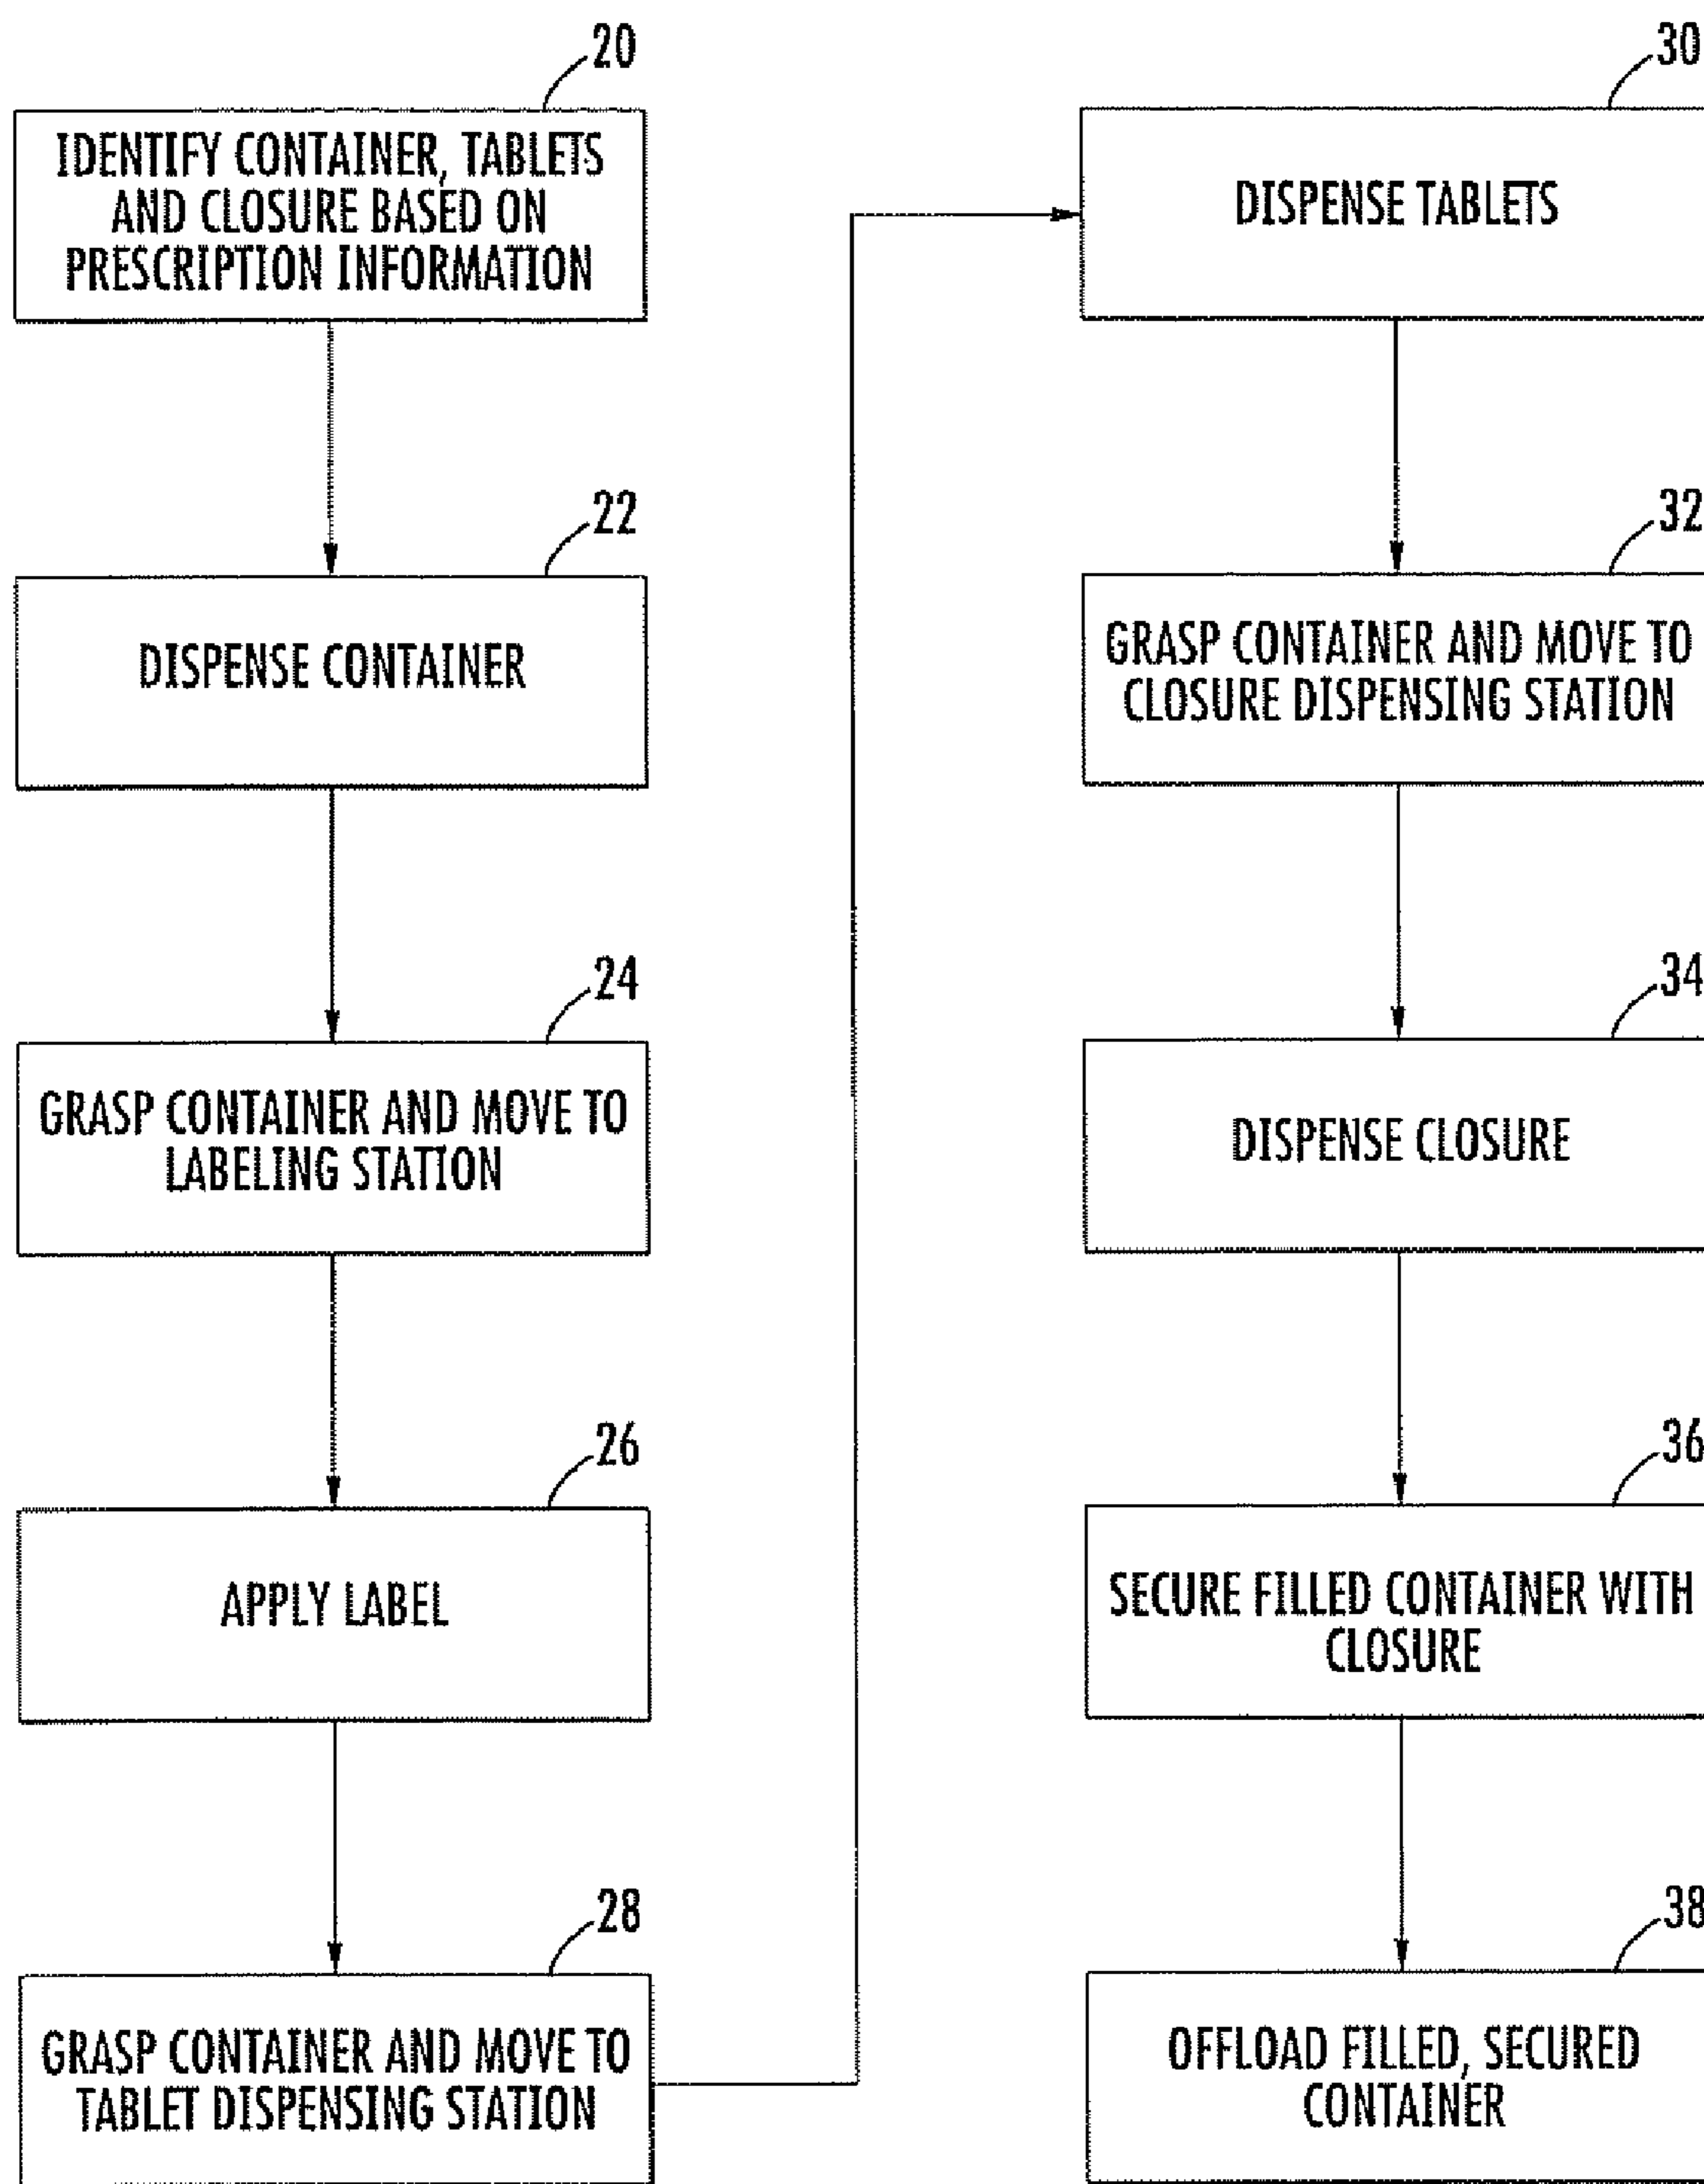 20
IDENTIFY CONTAINER, TABLETS
AND CLOSURE BASED ON
PRESCRIPTION INFORMATION
22
DISPENSE CONTAINER
24
GRASP CONTAINER AND MOVE TO
LABELING STATION
26
APPLY LABEL
28
GRASP CONTAINER AND MOVE TO
TABLET DISPENSING STATION
30
DISPENSE TABLETS
32
GRASP CONTAINER AND MOVE TO
CLOSURE DISPENSING STATION
34
DISPENSE CLOSURE
36
SECURE FILLED CONTAINER WITH
CLOSURE
38
OFFLOAD FILLED, SECURED
CONTAINER